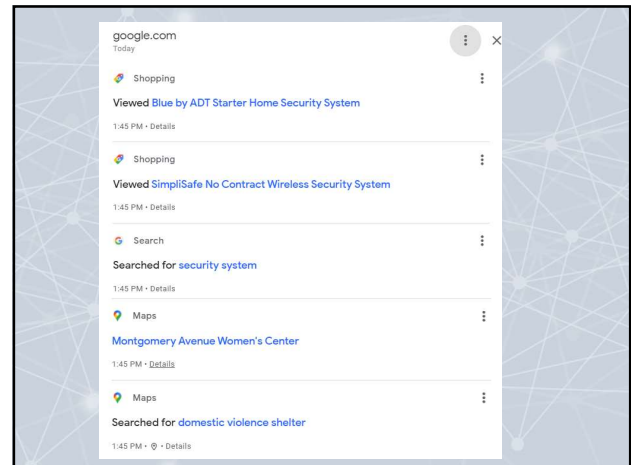 google.com
Today
Shopping
Viewed Blue by ADT Starter Home Security System
1:45 PM • Details
Shopping
Viewed SimpliSafe No Contract Wireless Security System
1:45 PM • Details
Search
Searched for security system
1:45 PM • Details
Maps
Montgomery Avenue Women's Center
1:45 PM • Details
Maps
Searched for domestic violence shelter
1:45 PM • Details